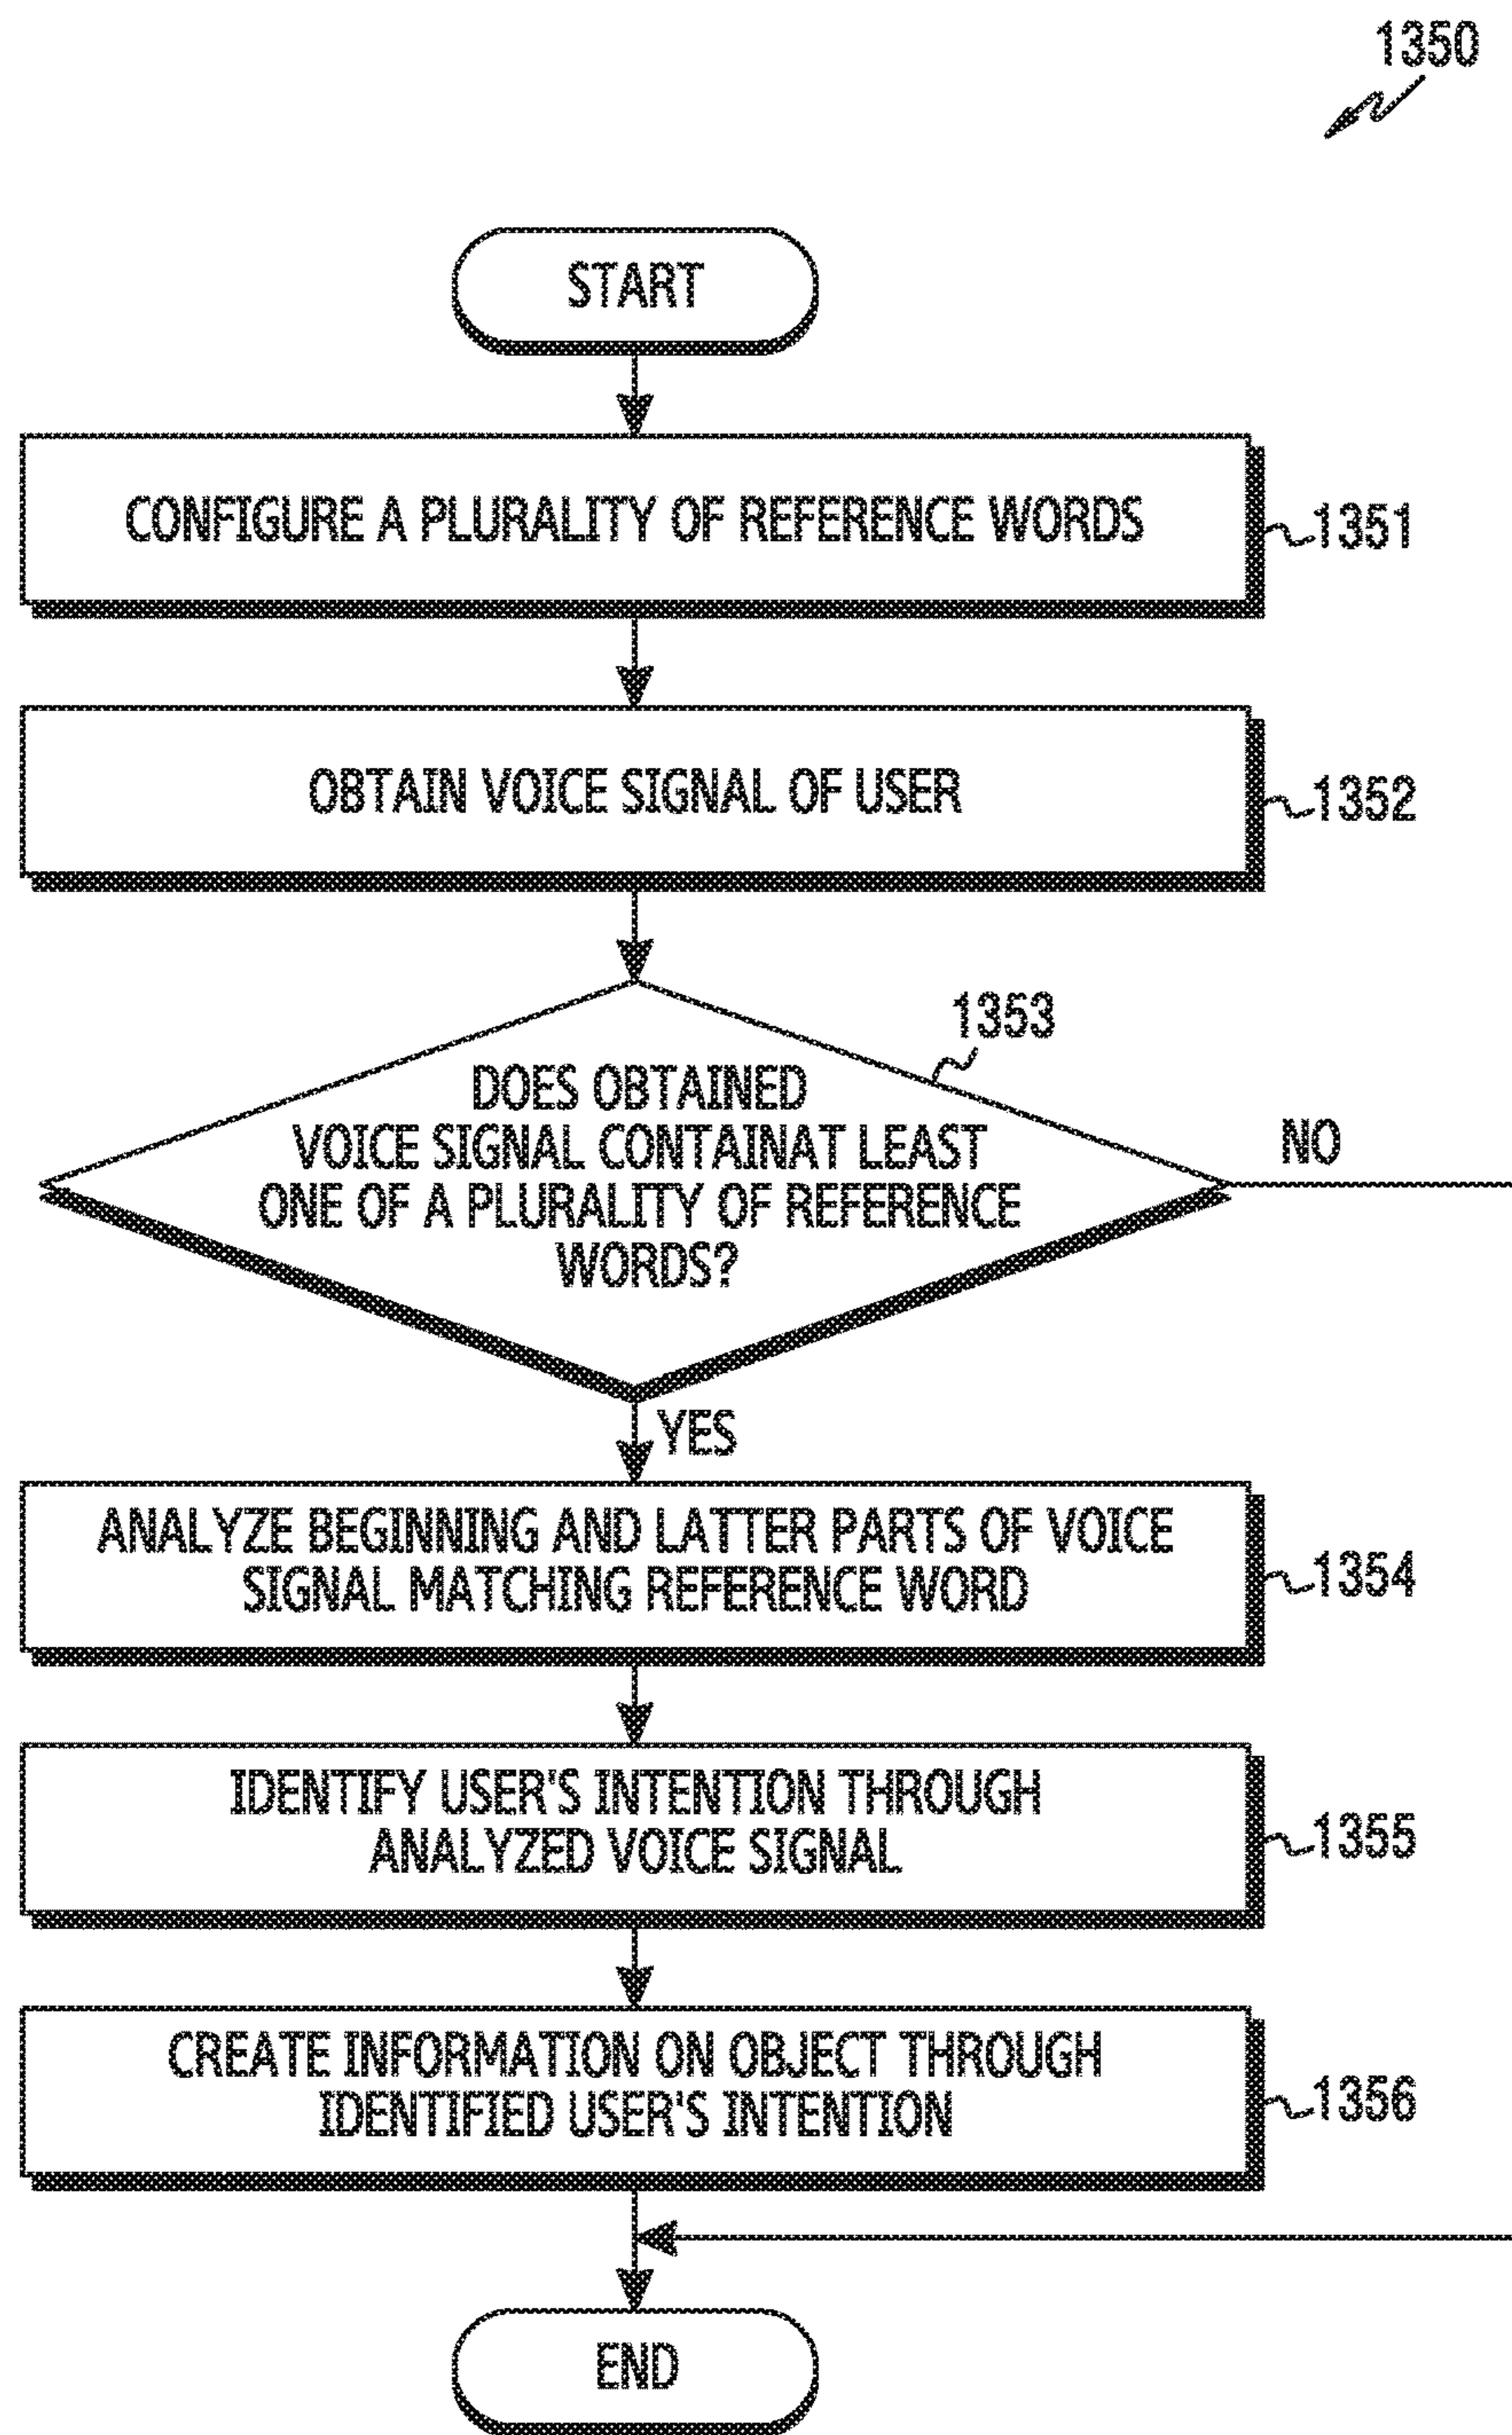 1350
START
CONFIGURE A PLURALITY OF REFERENCE WORDS
1351
OBTAIN VOICE SIGNAL OF USER
1352
1353
DOES OBTAINED
VOICE SIGNAL CONTAINAT LEAST
ONE OF A PLURALITY OF REFERENCE
WORDS?
NO
YES
ANALYZE BEGINNING AND LATTER PARTS OF VOICE
SIGNAL MATCHING REFERENCE WORD
1354
IDENTIFY USER'S INTENTION THROUGH
ANALYZED VOICE SIGNAL
1355
CREATE INFORMATION ON OBJECT THROUGH
IDENTIFIED USER'S INTENTION
1356
END